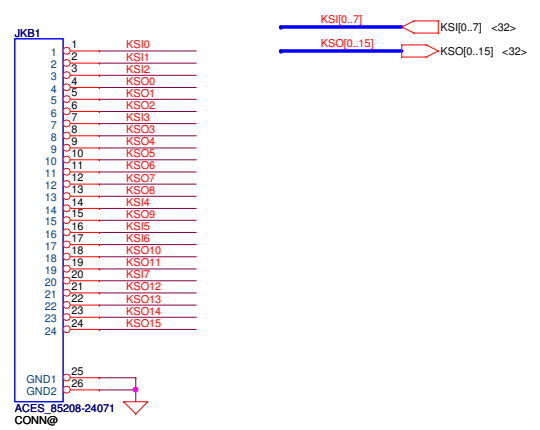 KSI[0..7] KSI[0..7] <32>
KSO[0..15] KSO[0..15] <32>
JKB1
1 1 KSI0
2 2 KSI1
3 3 KSI2
4 4 KSO0
5 5 KSO1
6 6 KSO2
7 7 KSI3
8 8 KSO3
9 9 KSO4
10 10 KSO5
11 11 KSO6
12 12 KSO7
13 13 KSO8
14 14 KSI4
15 15 KSO9
16 16 KSI5
17 17 KSI6
18 18 KSO10
19 19 KSO11
20 20 KSI7
21 21 KSO12
22 22 KSO13
23 23 KSO14
24 24 KSO15
GND1 25
GND2 26
ACES_85208-24071
CONN@